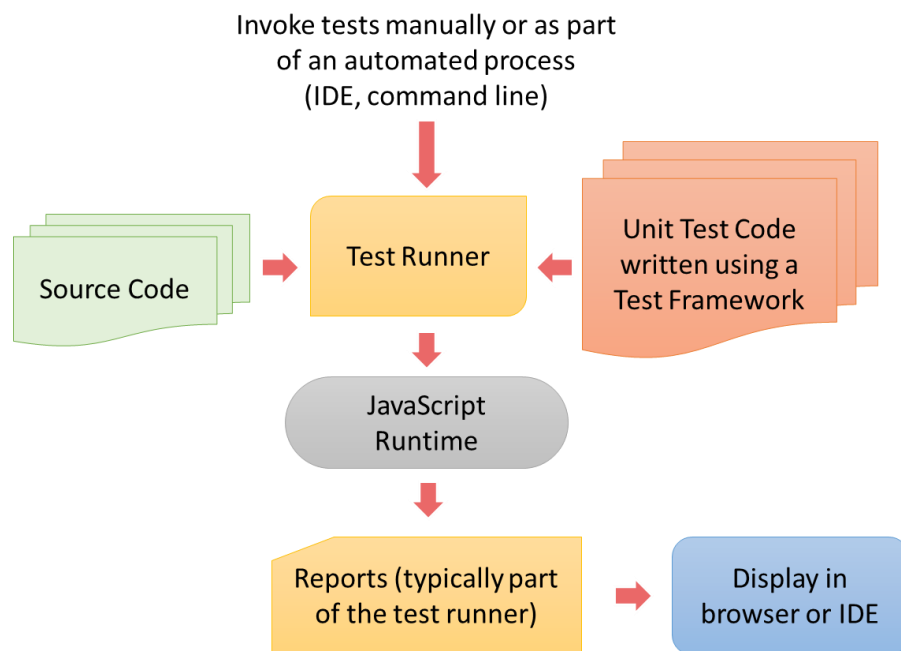 Invoke tests manually or as part
of an automated process
(IDE, command line)
Source Code
Test Runner
Unit Test Code
written using a
Test Framework
JavaScript
Runtime
Reports (typically part
of the test runner)
Display in
browser or IDE